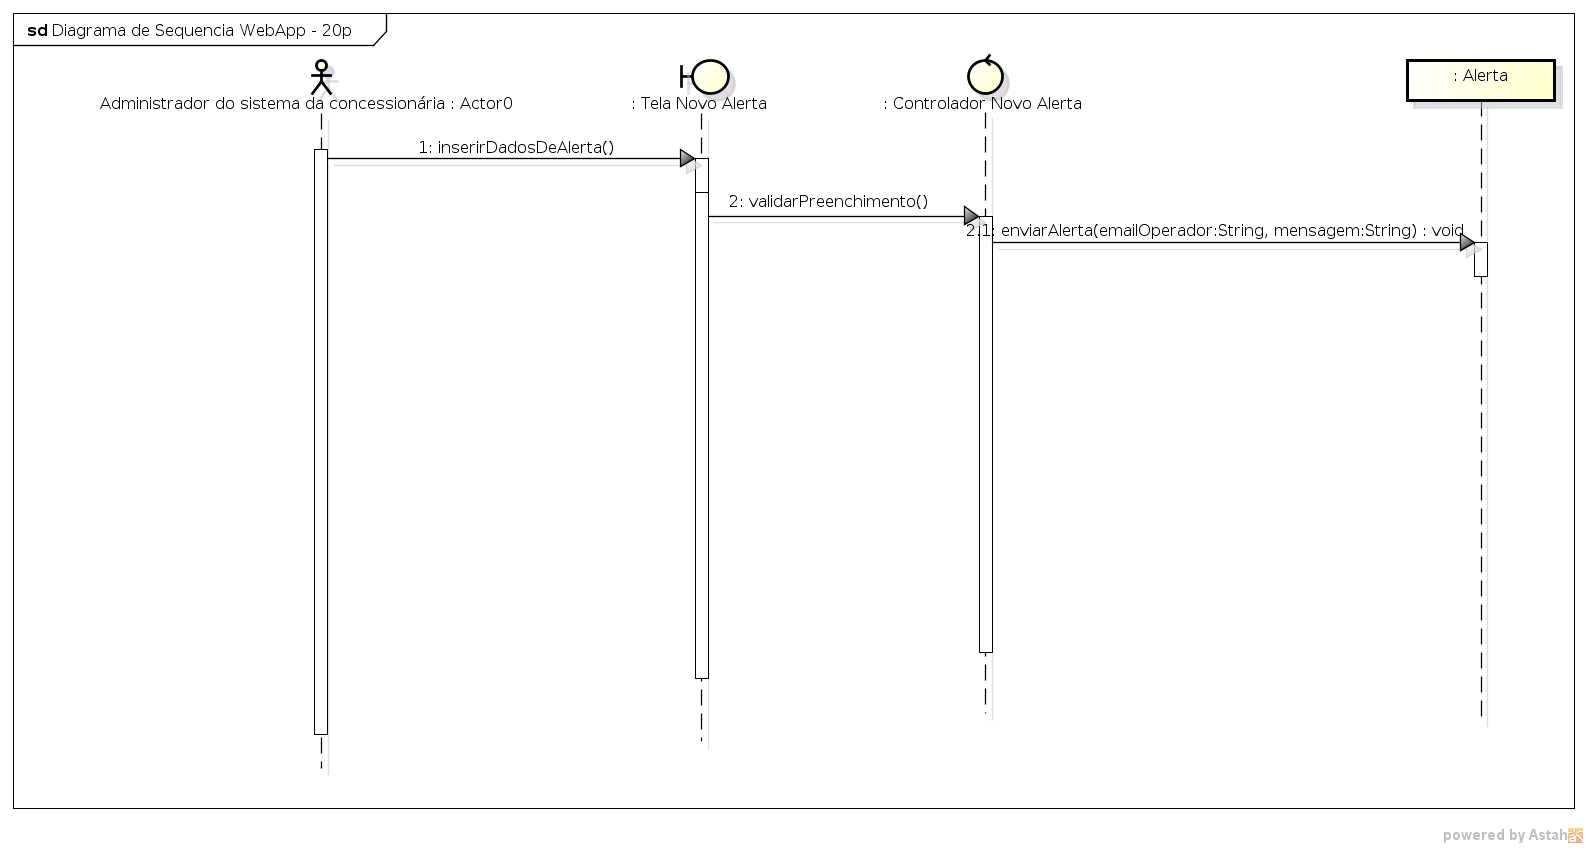 sd Diagrama de Sequencia WebApp - 20p
Administrador do sistema da concessionária : Actor0
: Tela Novo Alerta
: Controlador Novo Alerta
: Alerta
1: inserirDadosDeAlerta()
2: validarPreenchimento()
2.1: enviarAlerta(emailOperador:String, mensagem:String) : void
powered by Astah